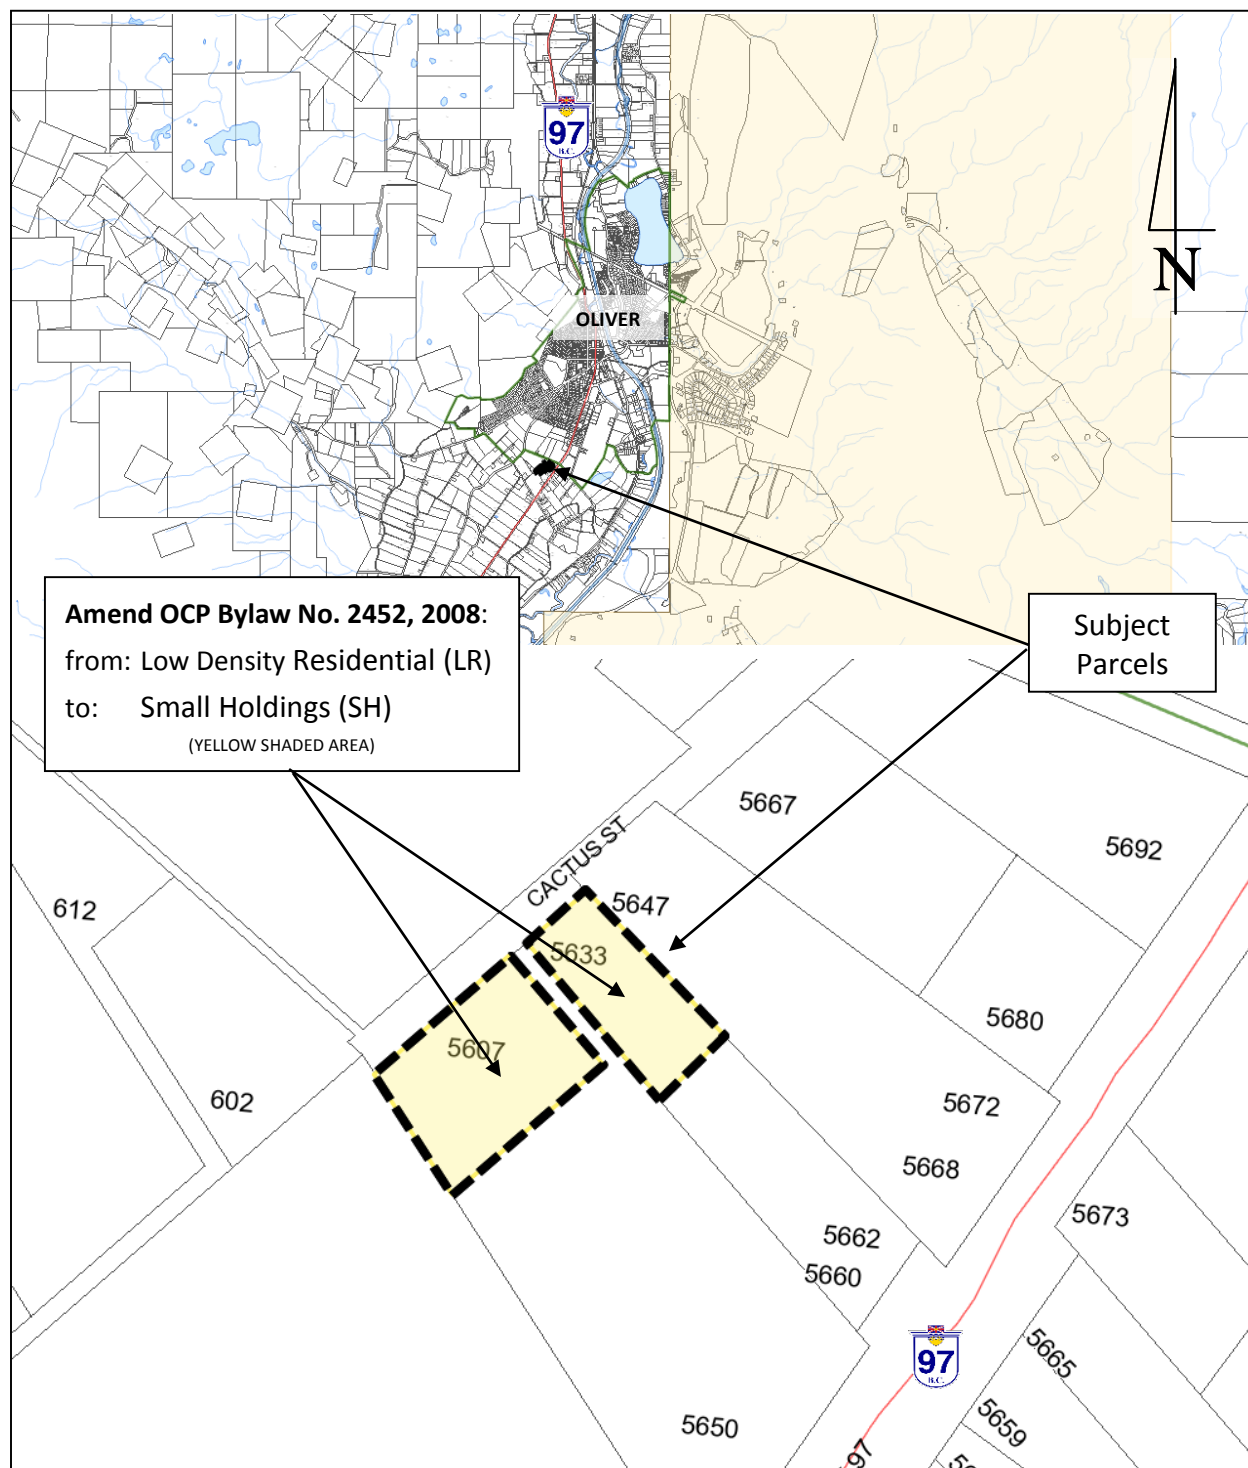 97
B.C.
N
OLIVER
Amend OCP Bylaw No. 2452, 2008:
from: Low Density Residential (LR)
to: Small Holdings (SH)
(YELLOW SHADED AREA)
Subject
Parcels
5667
5692
CACTUS ST
612
5647
5633
5680
5607
602
5672
5668
5673
5662
5660
97
B.C.
5665
5659
5650
97